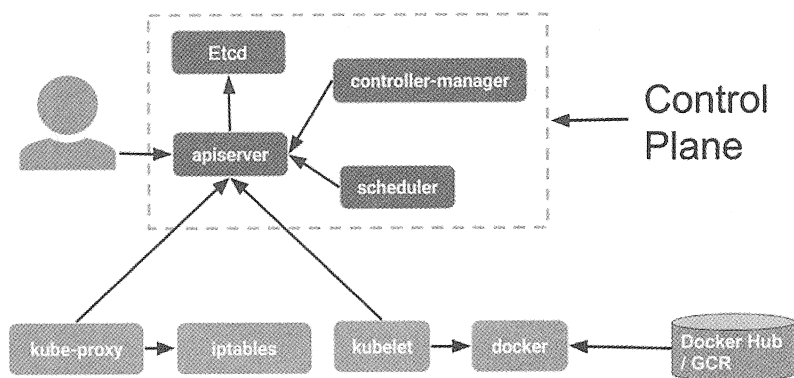 Etcd
controller-manager
Control
Plane
apiserver
scheduler
kube-proxy
iptables
kubelet
docker
Docker Hub
/ GCR